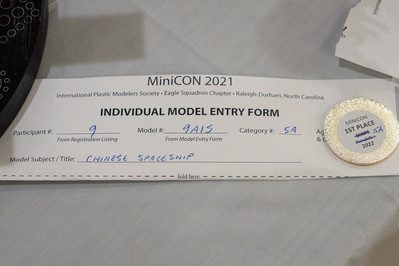 MiniCON 2021
International Plastic Modelers Society • Eagle Squadron Chapter • Raleigh-Durham, North Carolina
INDIVIDUAL MODEL ENTRY FORM
Participant #: 9 Model #: 9A15 Category #: 5A Ag
From Registration Listing From Model Entry Form &
Model Subject / Title: CHINESE SPACESHIP
fold here
MINICON
1ST PLACE
5A
2022